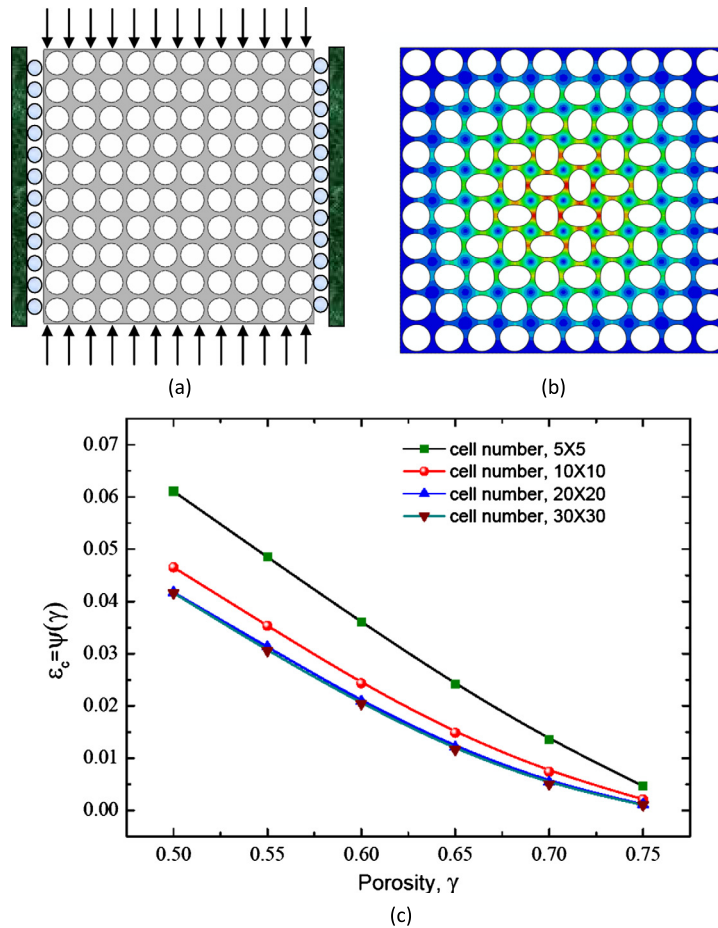 (a)
(b)
0.07
0.06
0.05
0.04
0.03
0.02
0.01
0.00
εc=ψ(γ)
cell number, 5X5
cell number, 10X10
cell number, 20X20
cell number, 30X30
0.50 0.55 0.60 0.65 0.70 0.75
Porosity, γ
(c)